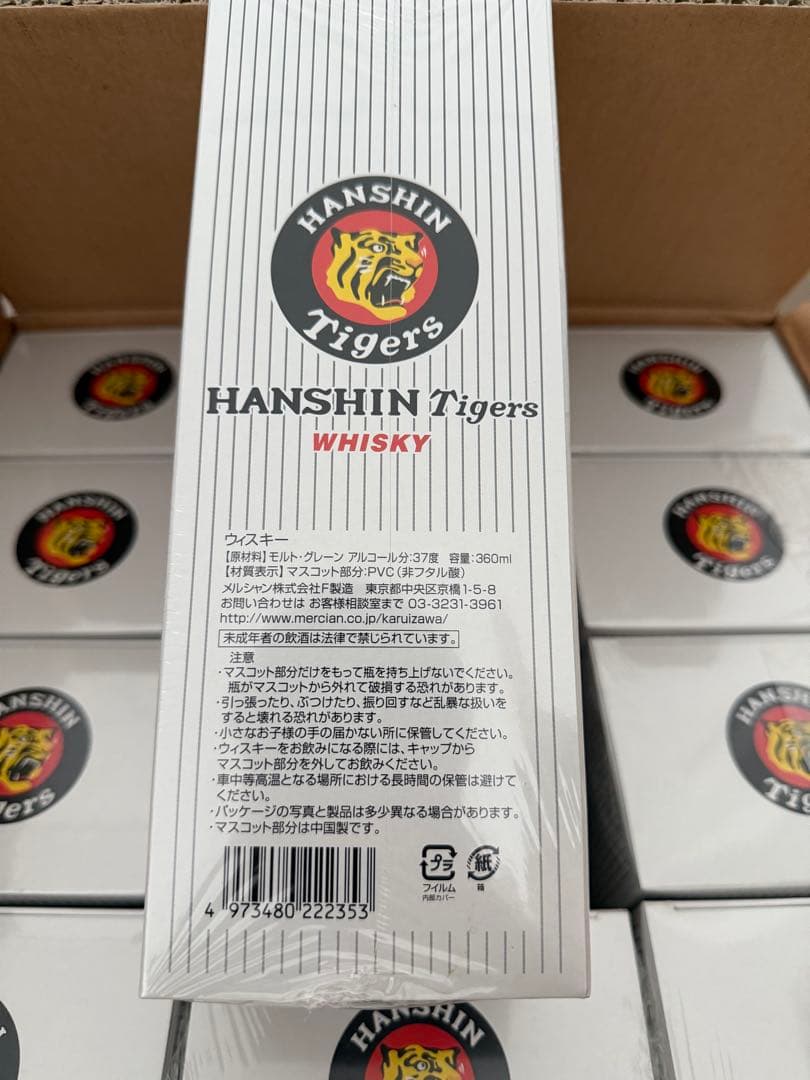 HANSHIN
Tigers
HANSHIN Tigers
WHISKY
ウィスキー
【原材料】モルト・グレーン アルコール分:37度 容量:360ml
【材質表示】マスコット部分:PVC(非フタル酸)
メルシャン株式会社F製造 東京都中央区京橋1-5-8
お問い合わせは お客様相談室まで 03-3231-3961
http://www.mercian.co.jp/karuizawa/
未成年者の飲酒は法律で禁じられています。
注意
・マスコット部分だけをもって瓶を持ち上げないでください。
瓶がマスコットから外れて破損する恐れがあります。
・引っ張ったり、ぶつけたり、振り回すなど乱暴な扱いを
すると壊れる恐れがあります。
・小さなお子様の手の届かない所に保管してください。
・ウィスキーをお飲みになる際には、キャップから
マスコット部分を外してお飲みください。
・車中等高温となる場所における長時間の保管は避けて
ください。
・パッケージの写真と製品は多少異なる場合があります。
・マスコット部分は中国製です。
プラ
フイルム
内部カバー
紙
箱
4 973480 222353
HANSHIN
Tigers
HANSHIN
Tigers
HANSHIN
Tigers
HANSHIN
Tigers
HANSHIN
Tigers
HANSHIN
Tigers
HANSHIN